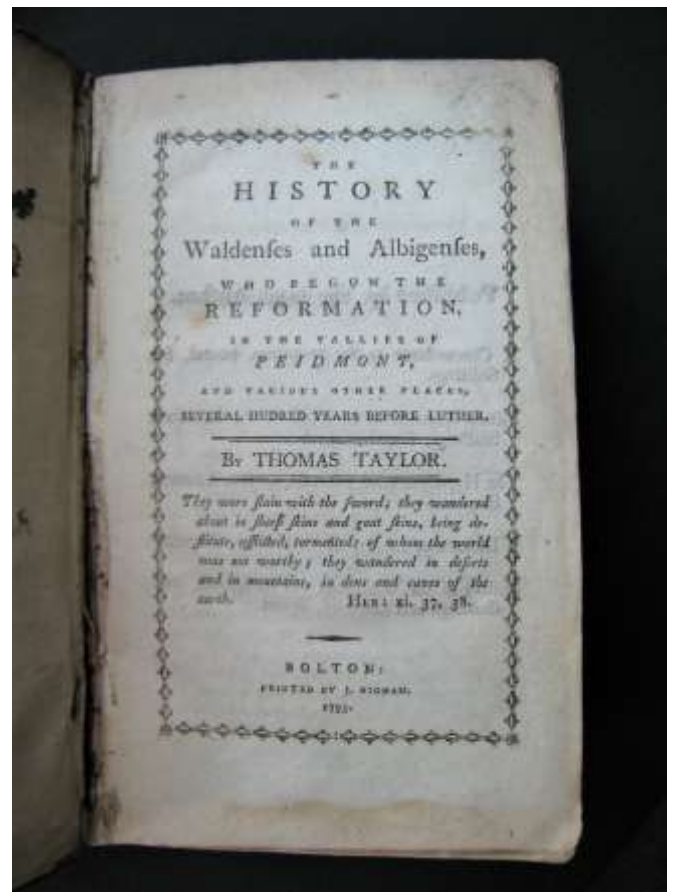 THE
HISTORY
OF THE
Waldenſes and Albigenſes,
WHO BEGUN THE
REFORMATION,
IN THE VALLIES OF
PEIDMONT,
AND VARIOUS OTHER PLACES,
SEVERAL HUDRED YEARS BEFORE LUTHER.
By THOMAS TAYLOR.
They were ſlain with the ſword; they wandered
about in ſheep ſkins and goat ſkins, being de-
ſtitute, afflicted, tormented: of whom the world
was not worthy; they wandered in deſerts
and in mountains, in dens and caves of the
earth. HEB: xi. 37, 38.
BOLTON:
PRINTED BY J.